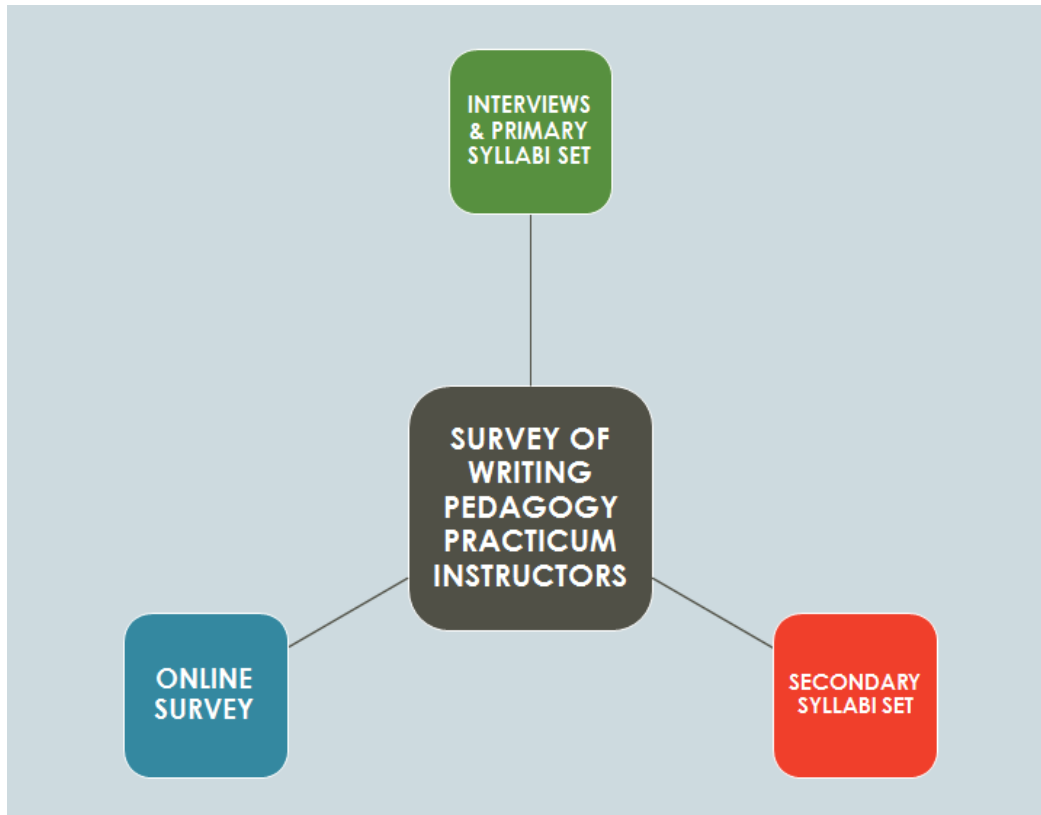 INTERVIEWS
& PRIMARY
SYLLABI SET
SURVEY OF
WRITING
PEDAGOGY
PRACTICUM
INSTRUCTORS
ONLINE
SURVEY
SECONDARY
SYLLABI SET